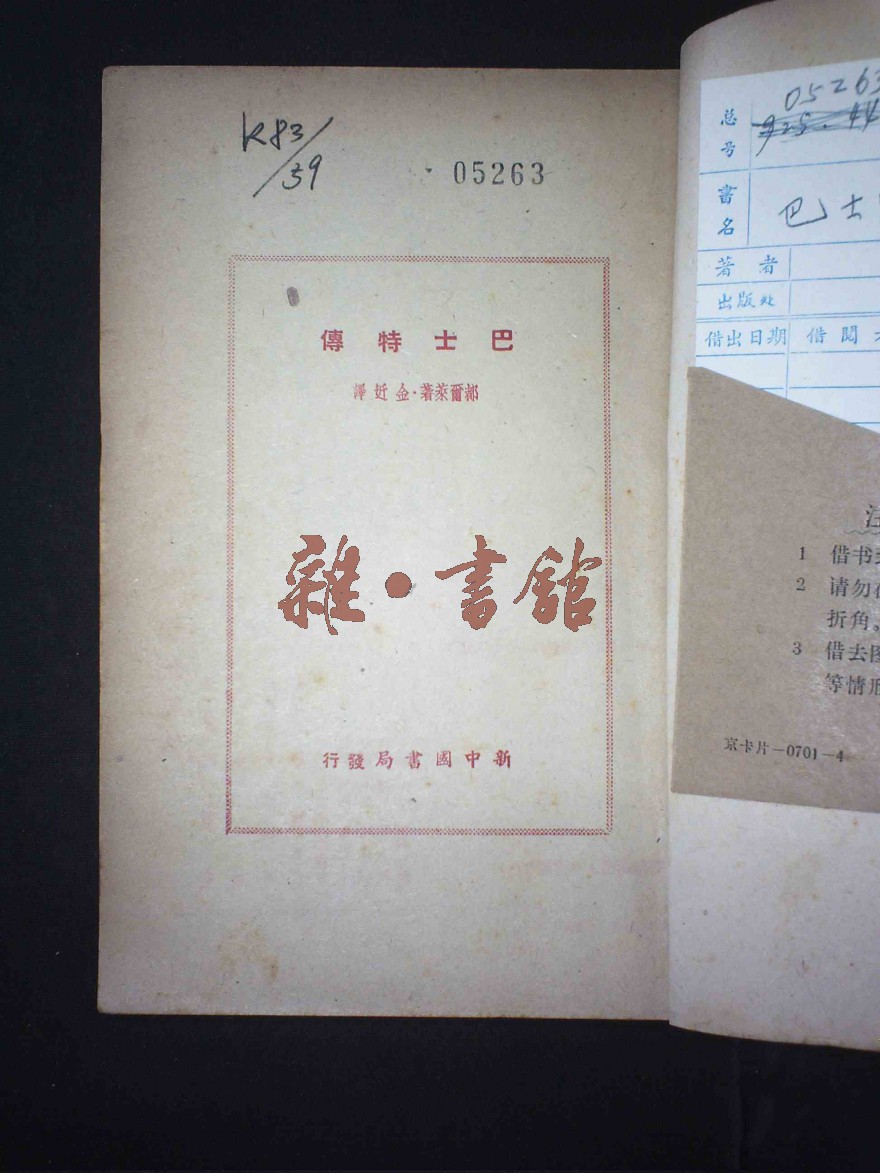 K83/39
05263
巴士特傳
爾萊著·金近譯
雜·書館
新中國書局發行
总号 05263
書名 巴士
著者
出版处
借出日期 借閱
1 借书
2 请勿
折角。
3 借去
等情
京卡片-0701-4